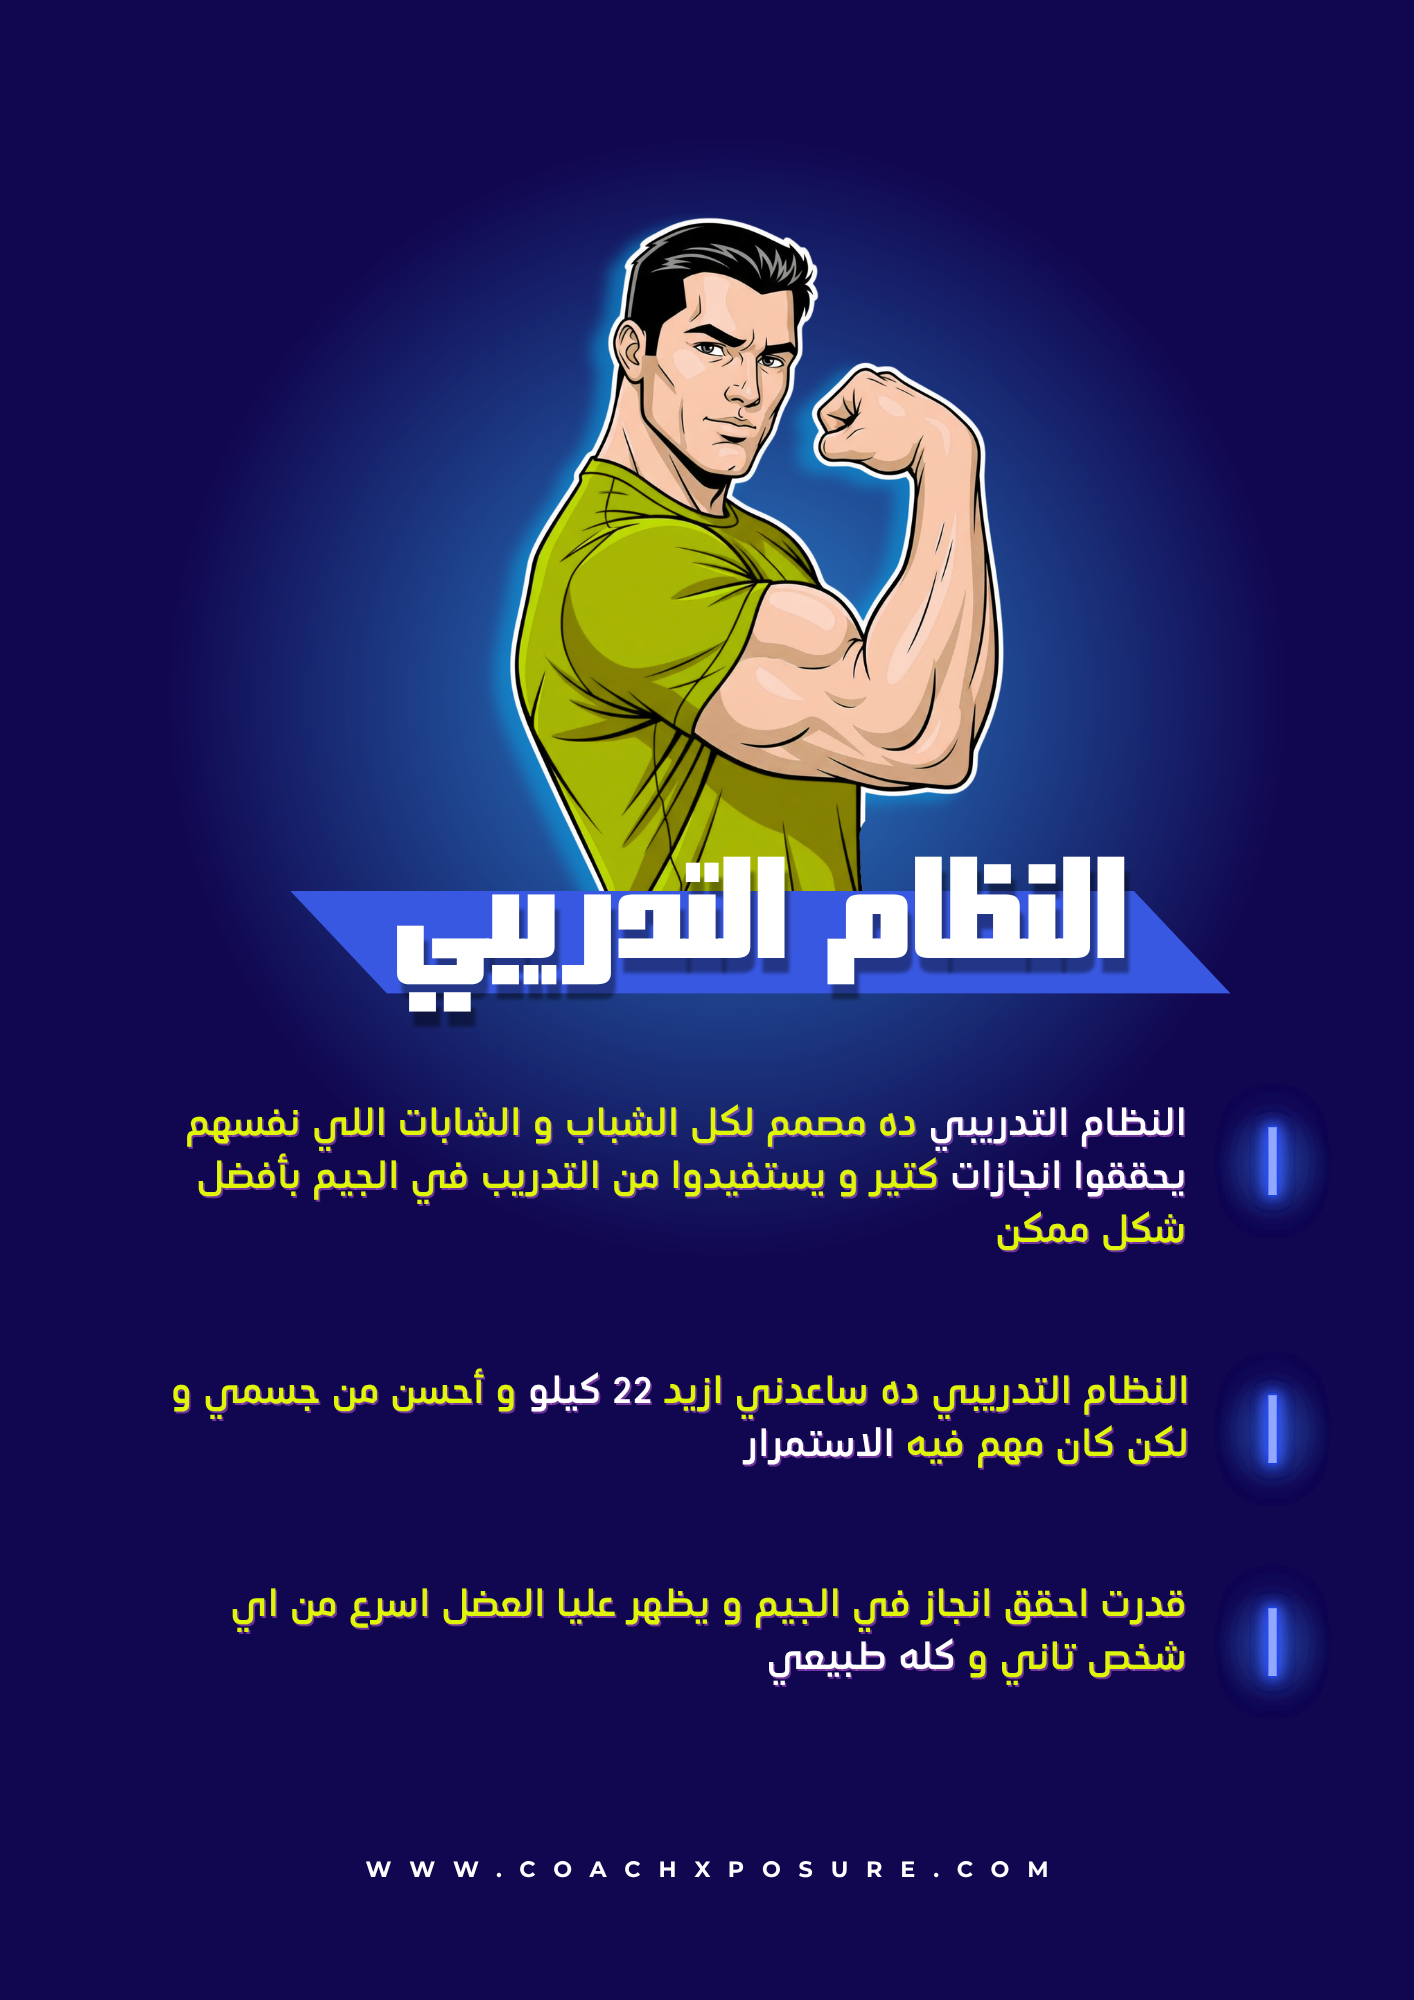 النظام التدريبي
النظام التدريبي ده مصمم لكل الشباب و الشابات اللي نفسهم
يحققوا انجازات كتير و يستفيدوا من التدريب في الجيم بأفضل
شكل ممكن
النظام التدريبي ده ساعدني ازيد 22 كيلو و أحسن من جسمي و
لكن كان مهم فيه الاستمرار
قدرت احقق انجاز في الجيم و يظهر عليا العضل اسرع من اي
شخص تاني و كله طبيعي
WWW.COACHXPOSURE.COM